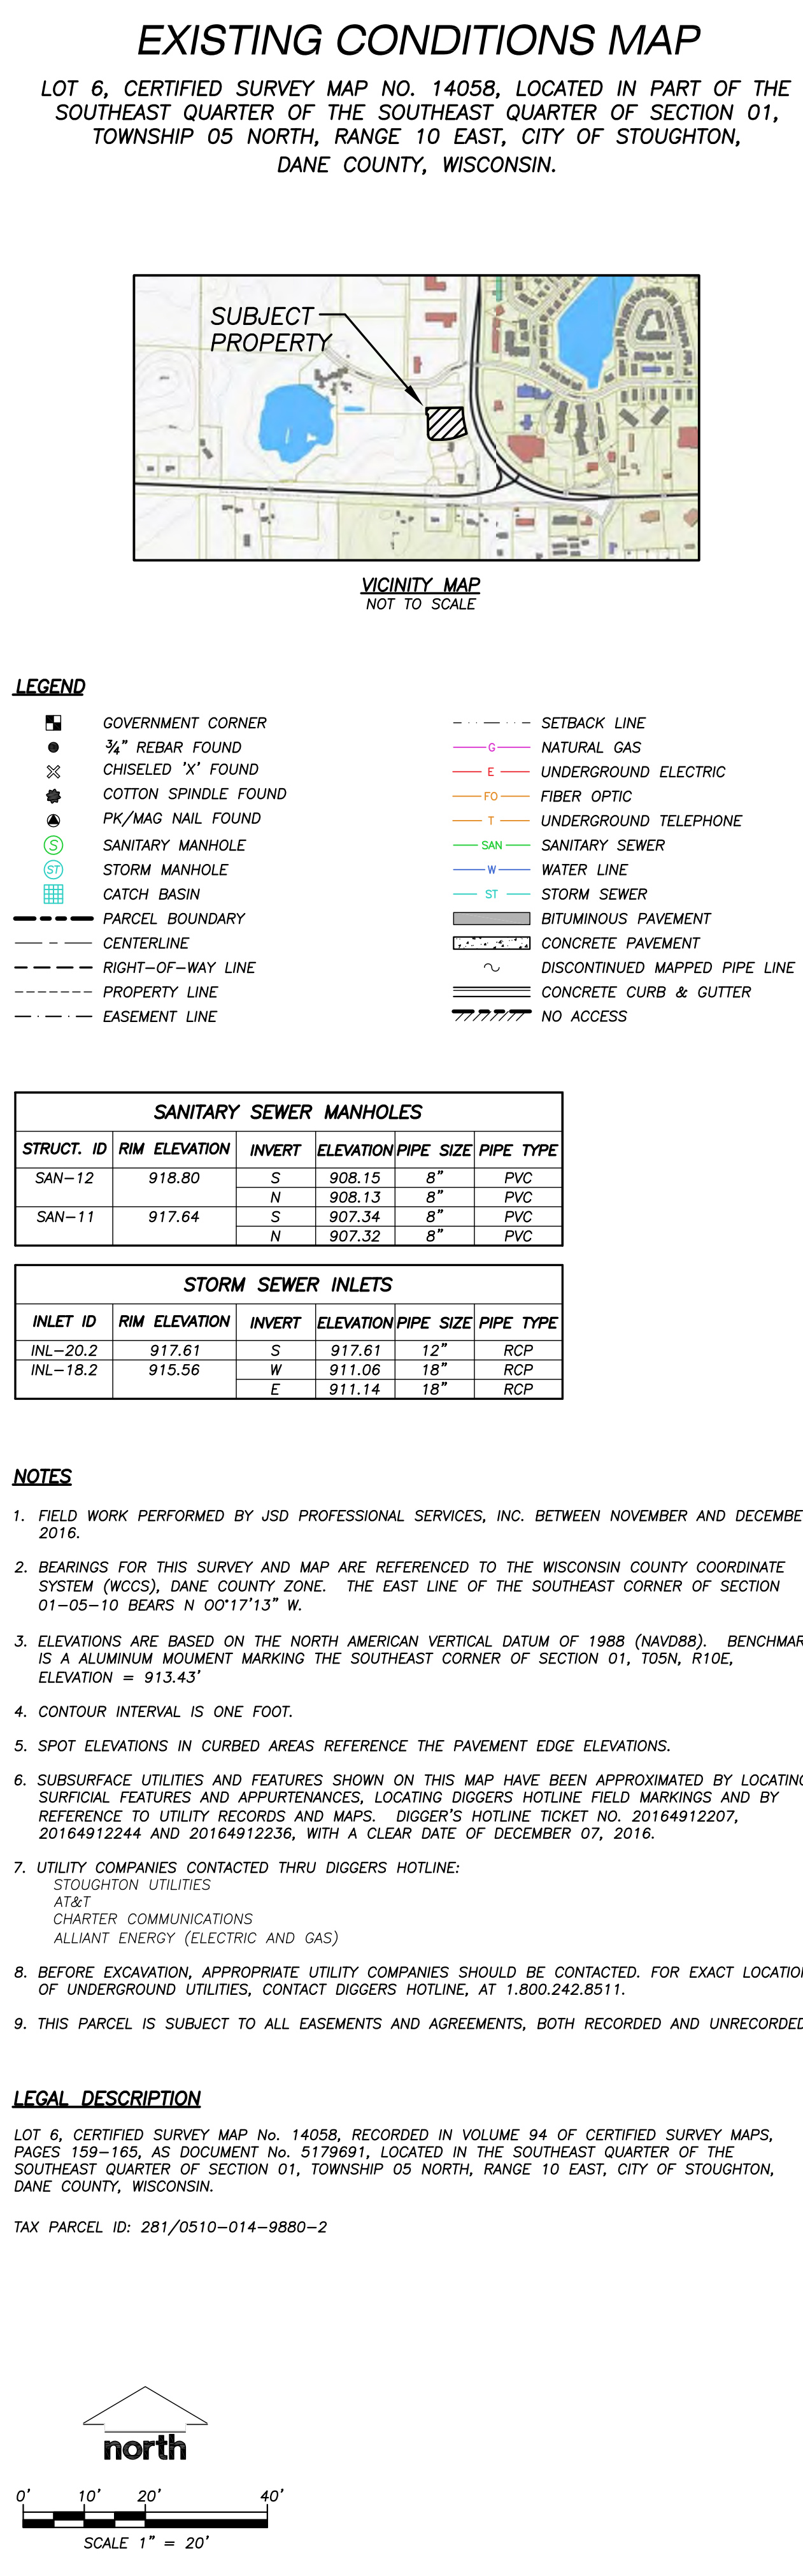 EXISTING CONDITIONS MAP
LOT 6, CERTIFIED SURVEY MAP NO. 14058, LOCATED IN PART OF THE
SOUTHEAST QUARTER OF THE SOUTHEAST QUARTER OF SECTION 01,
TOWNSHIP 05 NORTH, RANGE 10 EAST, CITY OF STOUGHTON,
DANE COUNTY, WISCONSIN.
SUBJECT
PROPERTY
VICINITY MAP
NOT TO SCALE
LEGEND
GOVERNMENT CORNER
¾" REBAR FOUND
CHISELED 'X' FOUND
COTTON SPINDLE FOUND
PK/MAG NAIL FOUND
S SANITARY MANHOLE
ST STORM MANHOLE
CATCH BASIN
PARCEL BOUNDARY
CENTERLINE
RIGHT-OF-WAY LINE
PROPERTY LINE
EASEMENT LINE
SETBACK LINE
G NATURAL GAS
E UNDERGROUND ELECTRIC
FO FIBER OPTIC
T UNDERGROUND TELEPHONE
SAN SANITARY SEWER
W WATER LINE
ST STORM SEWER
BITUMINOUS PAVEMENT
CONCRETE PAVEMENT
DISCONTINUED MAPPED PIPE LINE
CONCRETE CURB & GUTTER
NO ACCESS
SANITARY SEWER MANHOLES
STRUCT. ID RIM ELEVATION INVERT ELEVATION PIPE SIZE PIPE TYPE
SAN-12 918.80 S 908.15 8" PVC
N 908.13 8" PVC
SAN-11 917.64 S 907.34 8" PVC
N 907.32 8" PVC
STORM SEWER INLETS
INLET ID RIM ELEVATION INVERT ELEVATION PIPE SIZE PIPE TYPE
INL-20.2 917.61 S 917.61 12" RCP
INL-18.2 915.56 W 911.06 18" RCP
E 911.14 18" RCP
NOTES
1. FIELD WORK PERFORMED BY JSD PROFESSIONAL SERVICES, INC. BETWEEN NOVEMBER AND DECEMBE
2016.
2. BEARINGS FOR THIS SURVEY AND MAP ARE REFERENCED TO THE WISCONSIN COUNTY COORDINATE
SYSTEM (WCCS), DANE COUNTY ZONE. THE EAST LINE OF THE SOUTHEAST CORNER OF SECTION
01-05-10 BEARS N 00°17'13" W.
3. ELEVATIONS ARE BASED ON THE NORTH AMERICAN VERTICAL DATUM OF 1988 (NAVD88). BENCHMAR
IS A ALUMINUM MOUMENT MARKING THE SOUTHEAST CORNER OF SECTION 01, T05N, R10E,
ELEVATION = 913.43'
4. CONTOUR INTERVAL IS ONE FOOT.
5. SPOT ELEVATIONS IN CURBED AREAS REFERENCE THE PAVEMENT EDGE ELEVATIONS.
6. SUBSURFACE UTILITIES AND FEATURES SHOWN ON THIS MAP HAVE BEEN APPROXIMATED BY LOCATING
SURFICIAL FEATURES AND APPURTENANCES, LOCATING DIGGERS HOTLINE FIELD MARKINGS AND BY
REFERENCE TO UTILITY RECORDS AND MAPS. DIGGER'S HOTLINE TICKET NO. 20164912207,
20164912244 AND 20164912236, WITH A CLEAR DATE OF DECEMBER 07, 2016.
7. UTILITY COMPANIES CONTACTED THRU DIGGERS HOTLINE:
STOUGHTON UTILITIES
AT&T
CHARTER COMMUNICATIONS
ALLIANT ENERGY (ELECTRIC AND GAS)
8. BEFORE EXCAVATION, APPROPRIATE UTILITY COMPANIES SHOULD BE CONTACTED. FOR EXACT LOCATION
OF UNDERGROUND UTILITIES, CONTACT DIGGERS HOTLINE, AT 1.800.242.8511.
9. THIS PARCEL IS SUBJECT TO ALL EASEMENTS AND AGREEMENTS, BOTH RECORDED AND UNRECORDED
LEGAL DESCRIPTION
LOT 6, CERTIFIED SURVEY MAP No. 14058, RECORDED IN VOLUME 94 OF CERTIFIED SURVEY MAPS,
PAGES 159-165, AS DOCUMENT No. 5179691, LOCATED IN THE SOUTHEAST QUARTER OF THE
SOUTHEAST QUARTER OF SECTION 01, TOWNSHIP 05 NORTH, RANGE 10 EAST, CITY OF STOUGHTON,
DANE COUNTY, WISCONSIN.
TAX PARCEL ID: 281/0510-014-9880-2
north
0' 10' 20' 40'
SCALE 1" = 20'